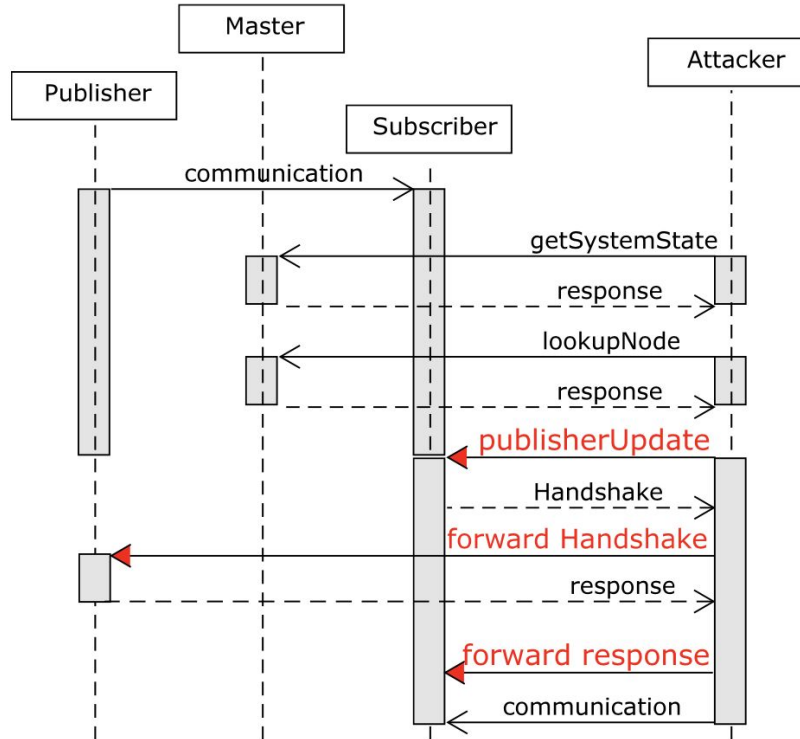 Master
Attacker
Publisher
Subscriber
communication
getSystemState
response
lookupNode
response
publisherUpdate
Handshake
forward Handshake
response
forward response
communication